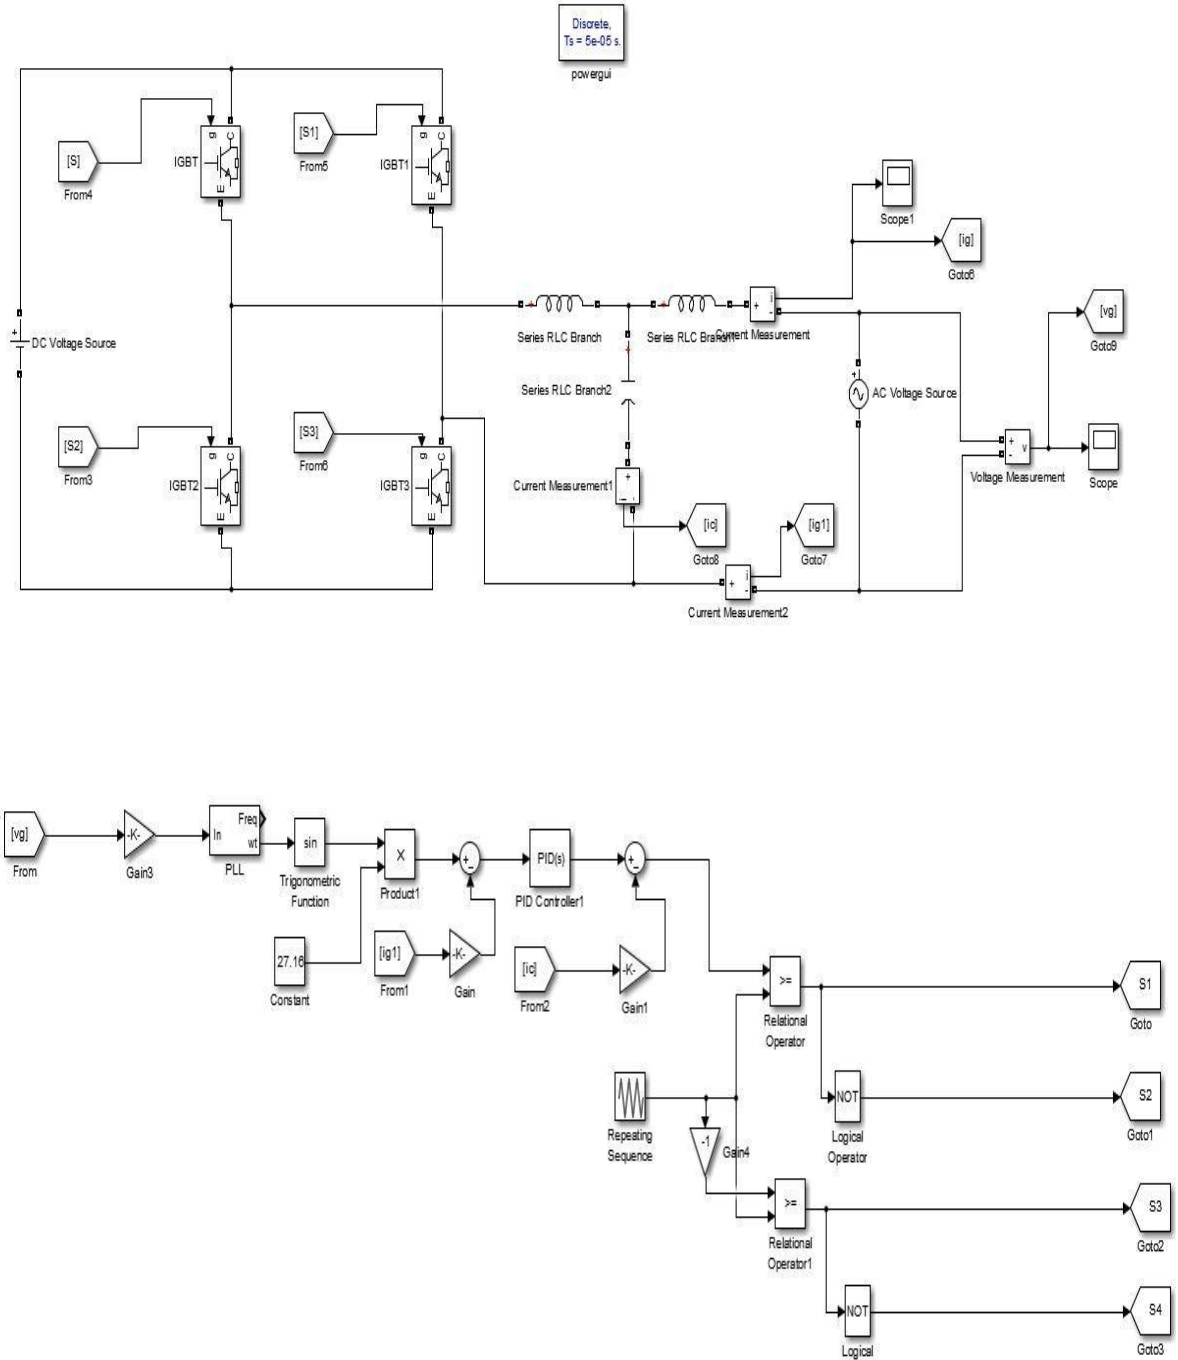 Discrete,
Ts = 5e-05 s.
powergui
[S]
From4
g
C
E
IGBT
[S1]
From5
g
C
E
IGBT1
Scope1
[ig]
Goto6
DC Voltage Source
+
Series RLC Branch
+
Series RLC Branch1
+
i
-
Current Measurement
[vg]
Goto9
Series RLC Branch2
+
AC Voltage Source
+
[S2]
From3
g
C
E
IGBT2
[S3]
From6
g
C
E
IGBT3
+
-
v
Voltage Measurement
Scope
Current Measurement1
+
[ic]
Goto8
[ig1]
Goto7
+
i
-
Current Measurement2
[vg]
From
-K-
Gain3
In
Freq
wt
PLL
sin
Trigonometric
Function
X
Product1
+
-
PID(s)
PID Controller1
+
-
27.16
Constant
[ig1]
From1
-K-
Gain
[ic]
From2
-K-
Gain1
>=
Relational
Operator
S1
Goto
Repeating
Sequence
-1
Gain4
NOT
Logical
Operator
S2
Goto1
>=
Relational
Operator1
S3
Goto2
NOT
Logical
S4
Goto3